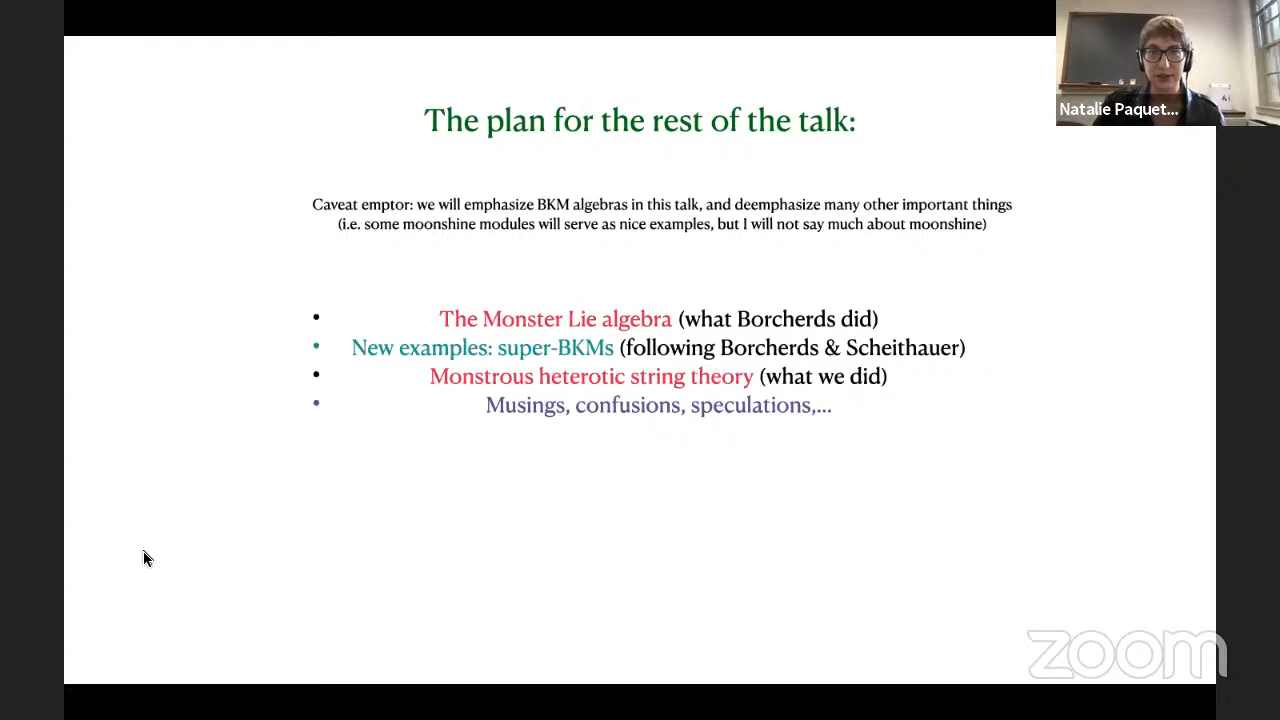 The plan for the rest of the talk:
Natalie Paquet...
Caveat emptor: we will emphasize BKM algebras in this talk, and deemphasize many other important things
(i.e. some moonshine modules will serve as nice examples, but I will not say much about moonshine)
• The Monster Lie algebra (what Borcherds did)
• New examples: super-BKMs (following Borcherds & Scheithauer)
• Monstrous heterotic string theory (what we did)
• Musings, confusions, speculations,...
zoom